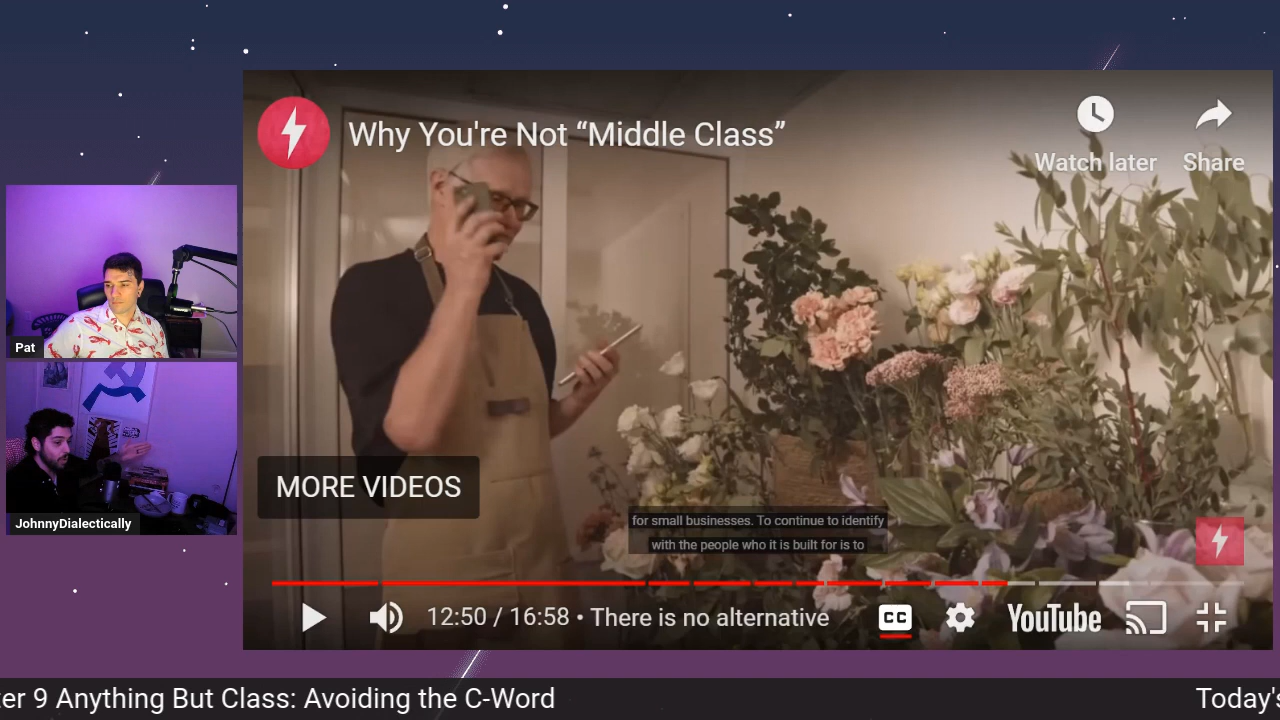 Why You're Not “Middle Class”
Watch later
Share
Pat
JohnnyDialectically
MORE VIDEOS
for small businesses. To continue to identify
with the people who it is built for is to
12:50 / 16:58 • There is no alternative
CC
YouTube
er 9 Anything But Class: Avoiding the C-Word
Today's